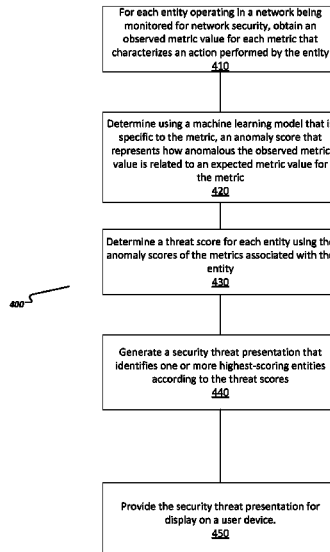 For each entity operating in a network being
monitored for network security, obtain an
observed metric value for each metric that
characterizes an action performed by the entity
410
Determine using a machine learning model that i
specific to the metric, an anomaly score that
represents how anomalous the observed metric
value is related to an expected metric value for
the metric
420
Determine a threat score for each entity using the
anomaly scores of the metrics associated with the
entity
430
400
Generate a security threat presentation that
identifies one or more highest-scoring entities
according to the threat scores
440
Provide the security threat presentation for
display on a user device.
450